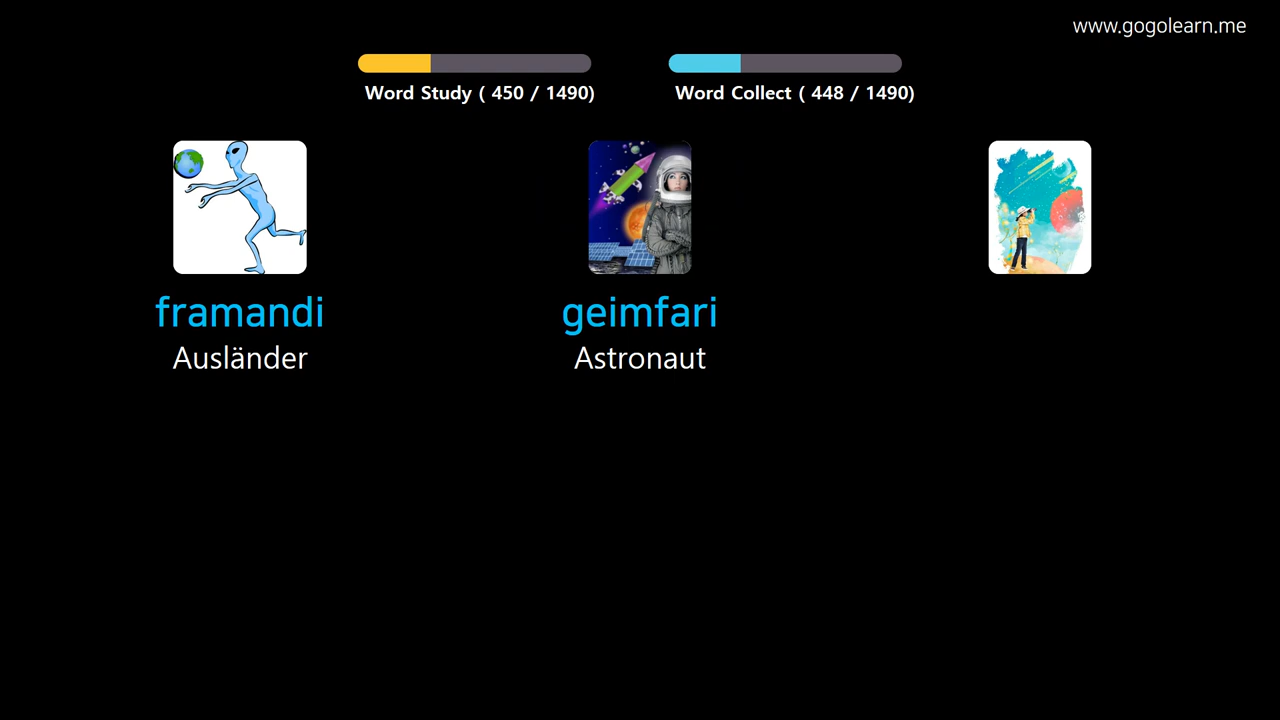 www.gogolearn.me
Word Study ( 450 / 1490)
Word Collect ( 448 / 1490)
framandi
geimfari
Ausländer
Astronaut